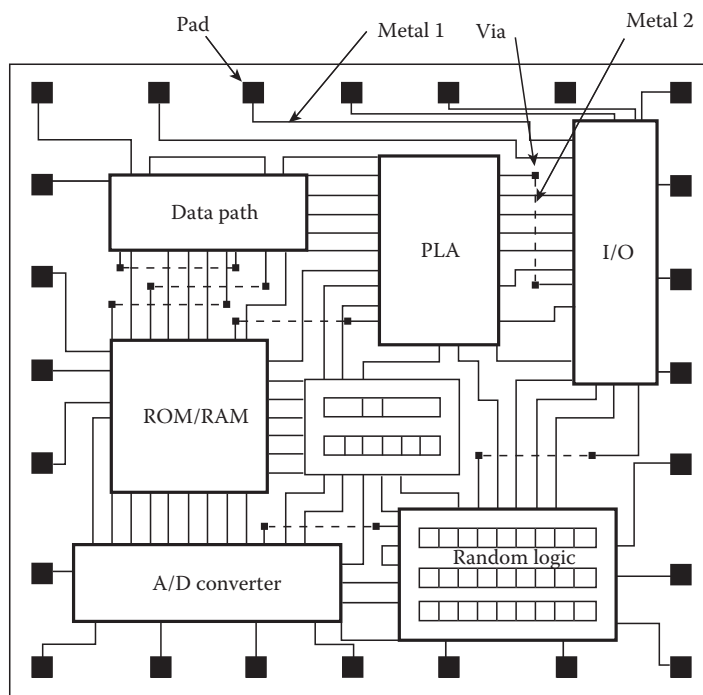 Pad
Metal 1
Via
Metal 2
Data path
PLA
I/O
ROM/RAM
Random logic
A/D converter